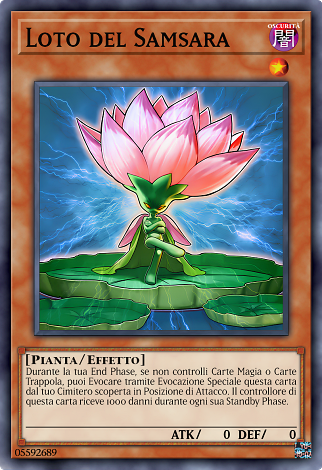 Loto del Samsara
OSCURITÀ
闇
[Pianta/Effetto]
Durante la tua End Phase, se non controlli Carte Magia o Carte
Trappola, puoi Evocare tramite Evocazione Speciale questa carta
dal tuo Cimitero scoperta in Posizione di Attacco. Il controllore di
questa carta riceve 1000 danni durante ogni sua Standby Phase.
ATK/ 0 DEF/ 0
05592689